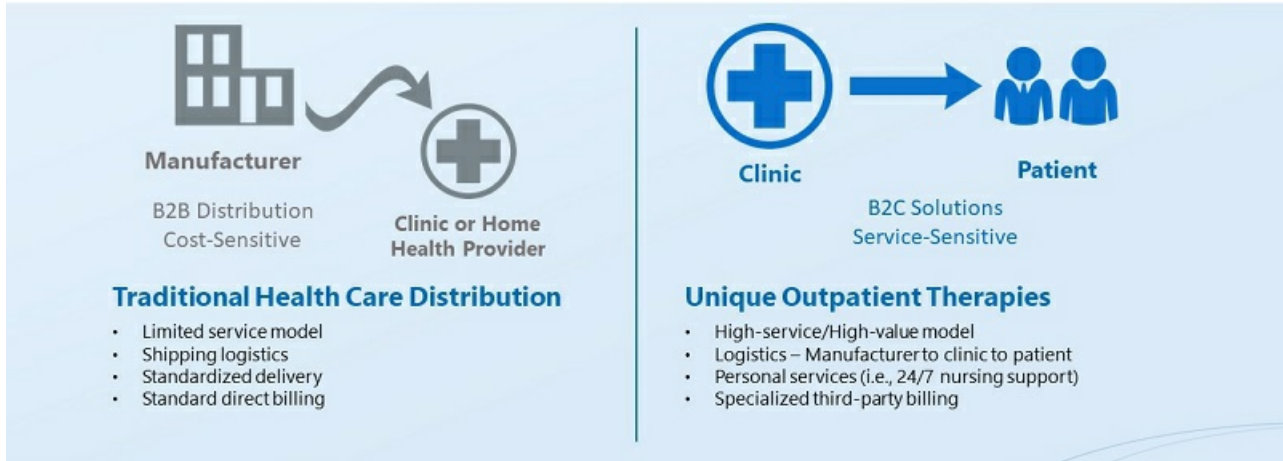 Manufacturer
B2B Distribution
Cost-Sensitive
Clinic or Home
Health Provider
Traditional Health Care Distribution
• Limited service model
• Shipping logistics
• Standardized delivery
• Standard direct billing
Clinic
Patient
B2C Solutions
Service-Sensitive
Unique Outpatient Therapies
• High-service/High-value model
• Logistics – Manufacturer to clinic to patient
• Personal services (i.e., 24/7 nursing support)
• Specialized third-party billing